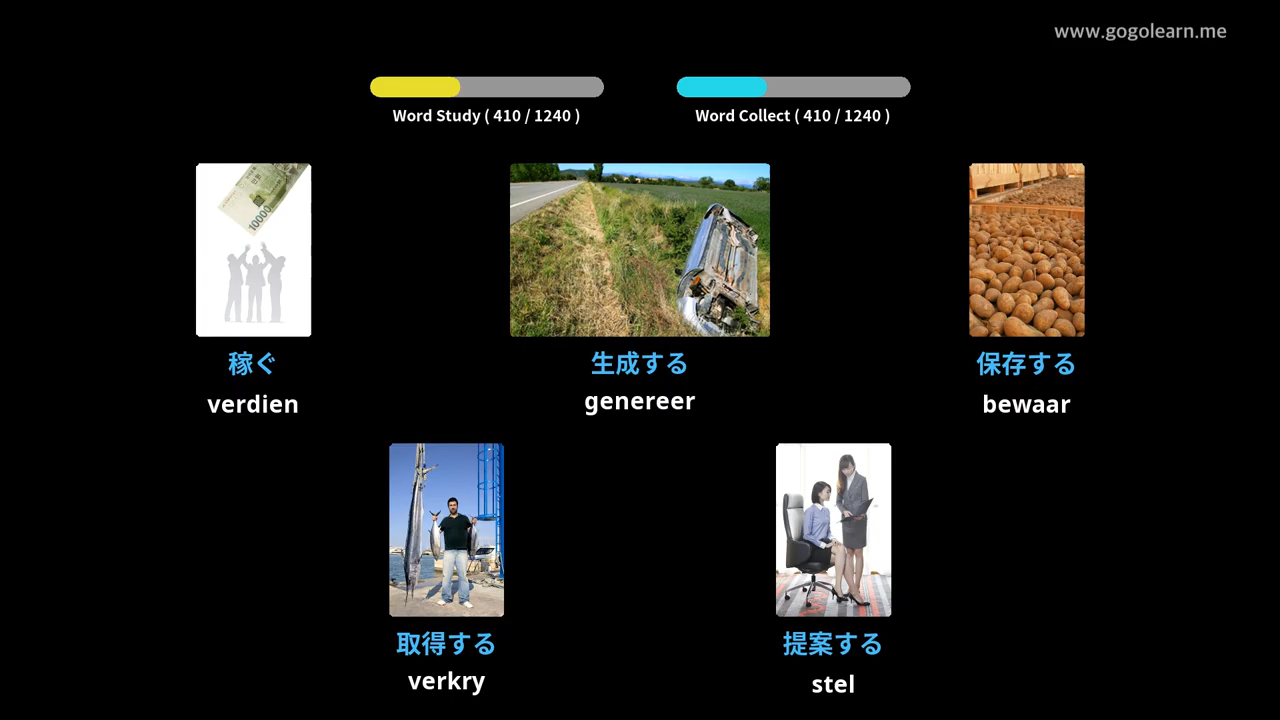 www.gogolearn.me
Word Study ( 410 / 1240 )
Word Collect ( 410 / 1240 )
10000
稼ぐ
verdien
生成する
genereer
保存する
bewaar
取得する
verkry
提案する
stel